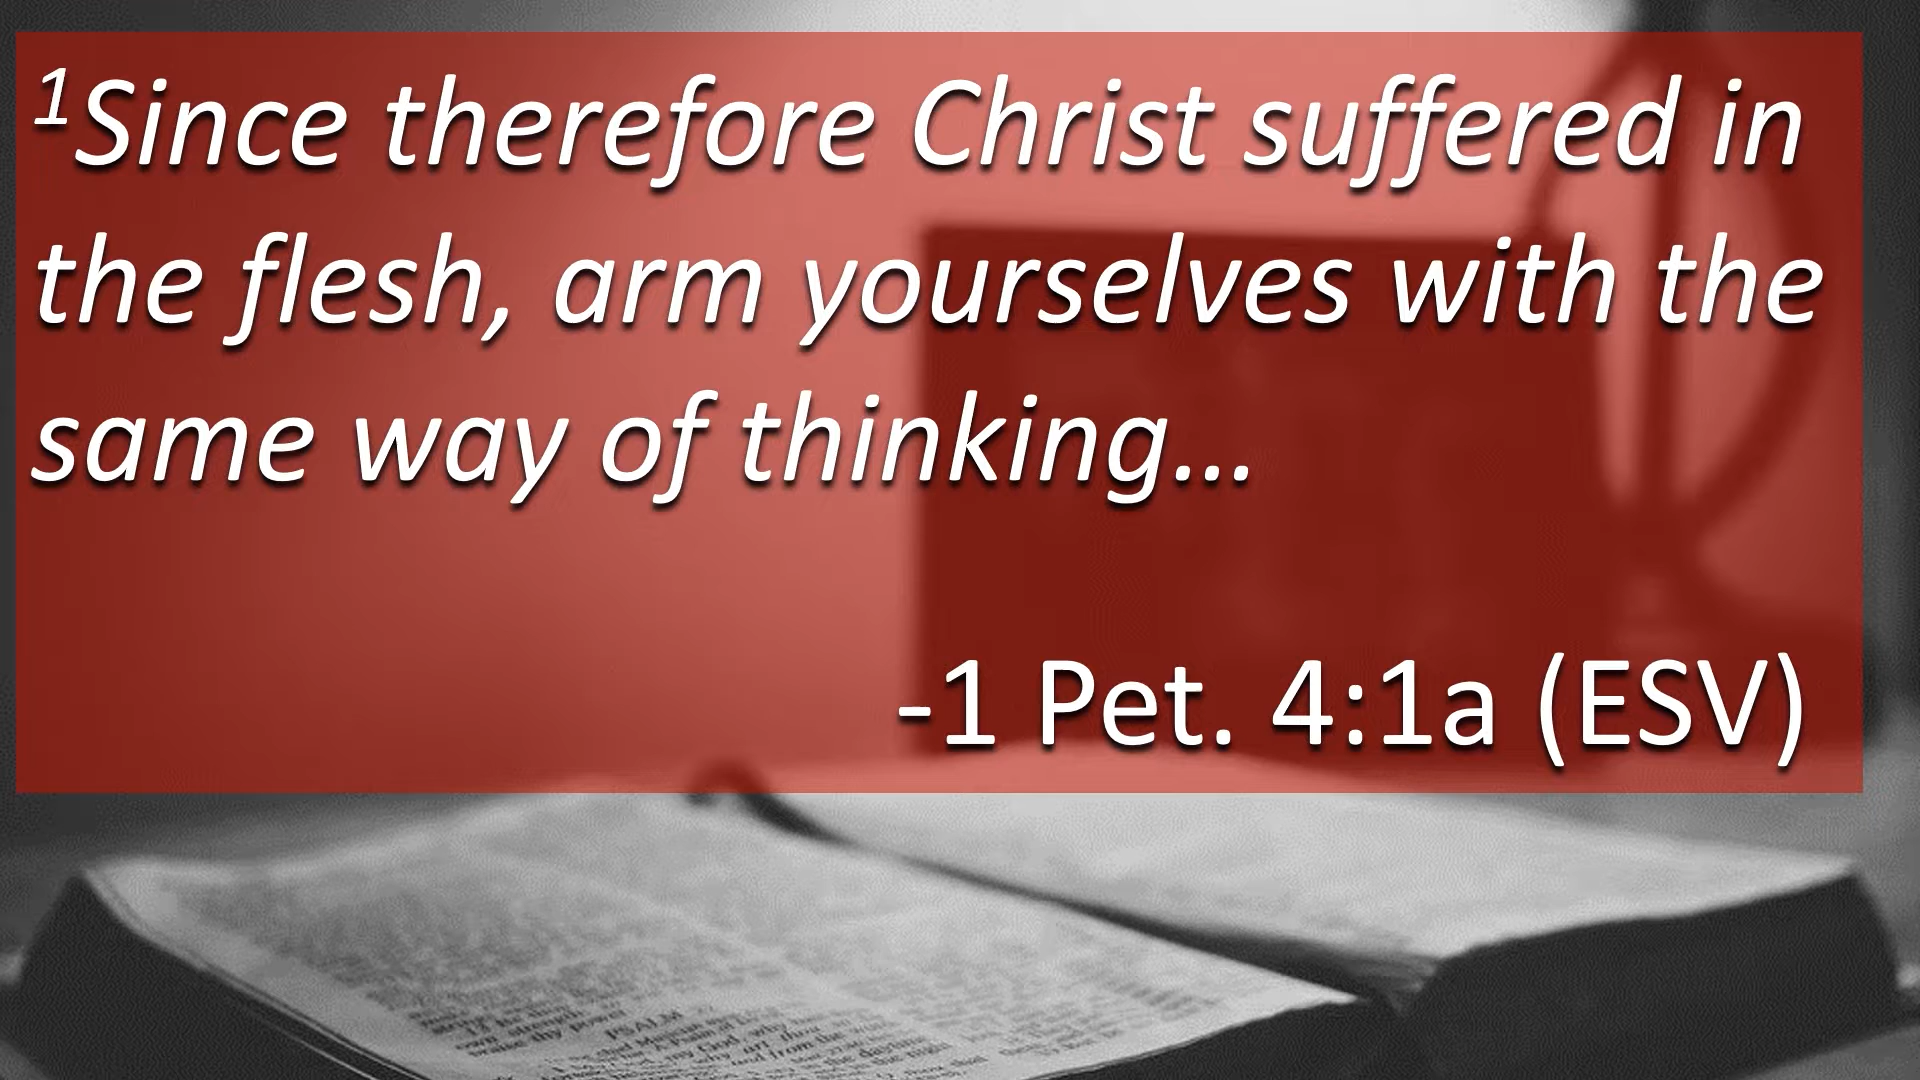 ¹Since therefore Christ suffered in
the flesh, arm yourselves with the
same way of thinking…
-1 Pet. 4:1a (ESV)
PSALM